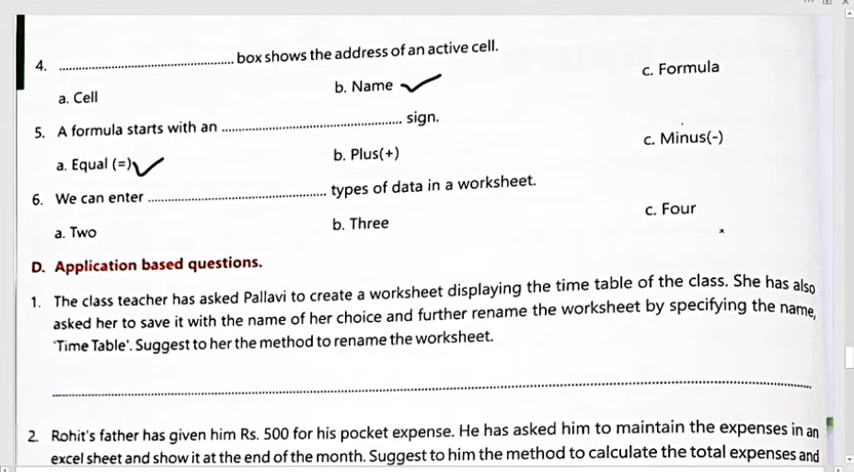 4. ........................ box shows the address of an active cell.
a. Cell b. Name c. Formula
5. A formula starts with an ........................ sign.
a. Equal (=) b. Plus(+) c. Minus(-)
6. We can enter ........................ types of data in a worksheet.
a. Two b. Three c. Four
D. Application based questions.
1. The class teacher has asked Pallavi to create a worksheet displaying the time table of the class. She has also
asked her to save it with the name of her choice and further rename the worksheet by specifying the name,
'Time Table'. Suggest to her the method to rename the worksheet.
2. Rohit's father has given him Rs. 500 for his pocket expense. He has asked him to maintain the expenses in an
excel sheet and show it at the end of the month. Suggest to him the method to calculate the total expenses and